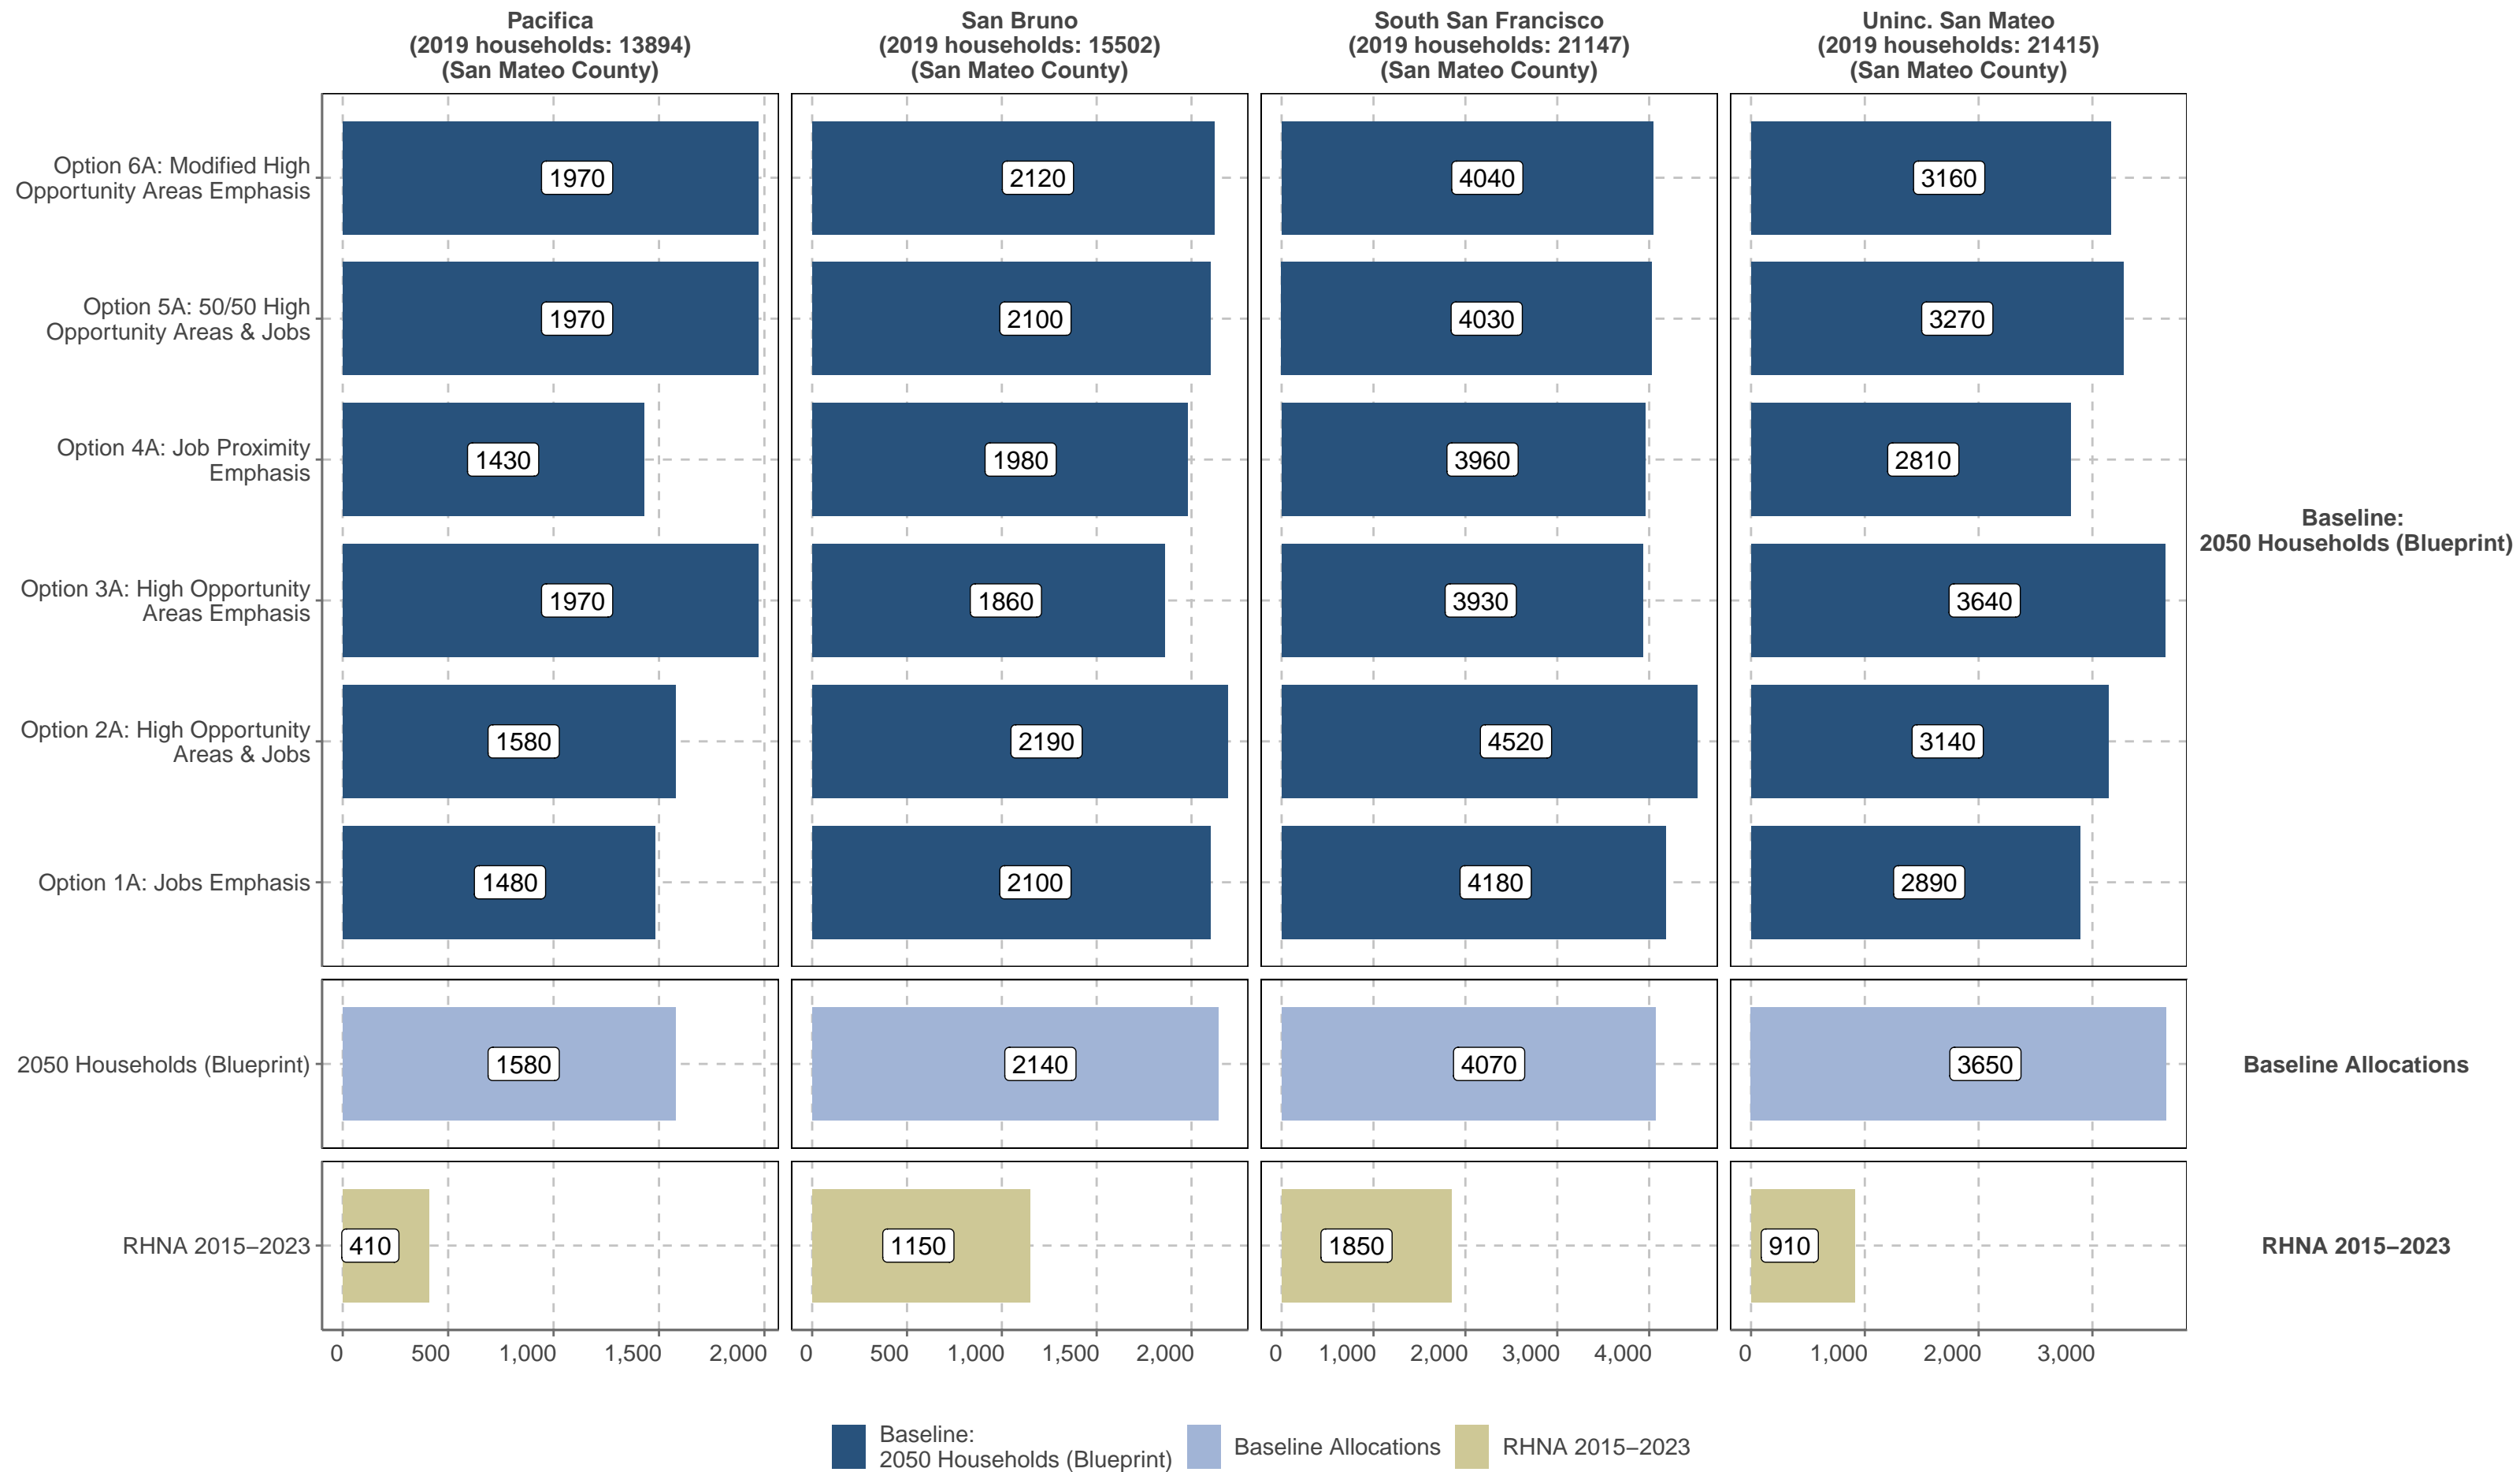 Pacifica
(2019 households: 13894)
(San Mateo County)
San Bruno
(2019 households: 15502)
(San Mateo County)
South San Francisco
(2019 households: 21147)
(San Mateo County)
Uninc. San Mateo
(2019 households: 21415)
(San Mateo County)
Option 6A: Modified High
Opportunity Areas Emphasis
1970
2120
4040
3160
Option 5A: 50/50 High
Opportunity Areas & Jobs
1970
2100
4030
3270
Option 4A: Job Proximity
Emphasis
1430
1980
3960
2810
Baseline:
2050 Households (Blueprint)
Option 3A: High Opportunity
Areas Emphasis
1970
1860
3930
3640
Option 2A: High Opportunity
Areas & Jobs
1580
2190
4520
3140
Option 1A: Jobs Emphasis
1480
2100
4180
2890
2050 Households (Blueprint)
1580
2140
4070
3650
Baseline Allocations
RHNA 2015−2023
410
1150
1850
910
RHNA 2015−2023
0 500 1,000 1,500 2,000
0 500 1,000 1,500 2,000
0 1,000 2,000 3,000 4,000
0 1,000 2,000 3,000
Baseline:
2050 Households (Blueprint)
Baseline Allocations
RHNA 2015−2023